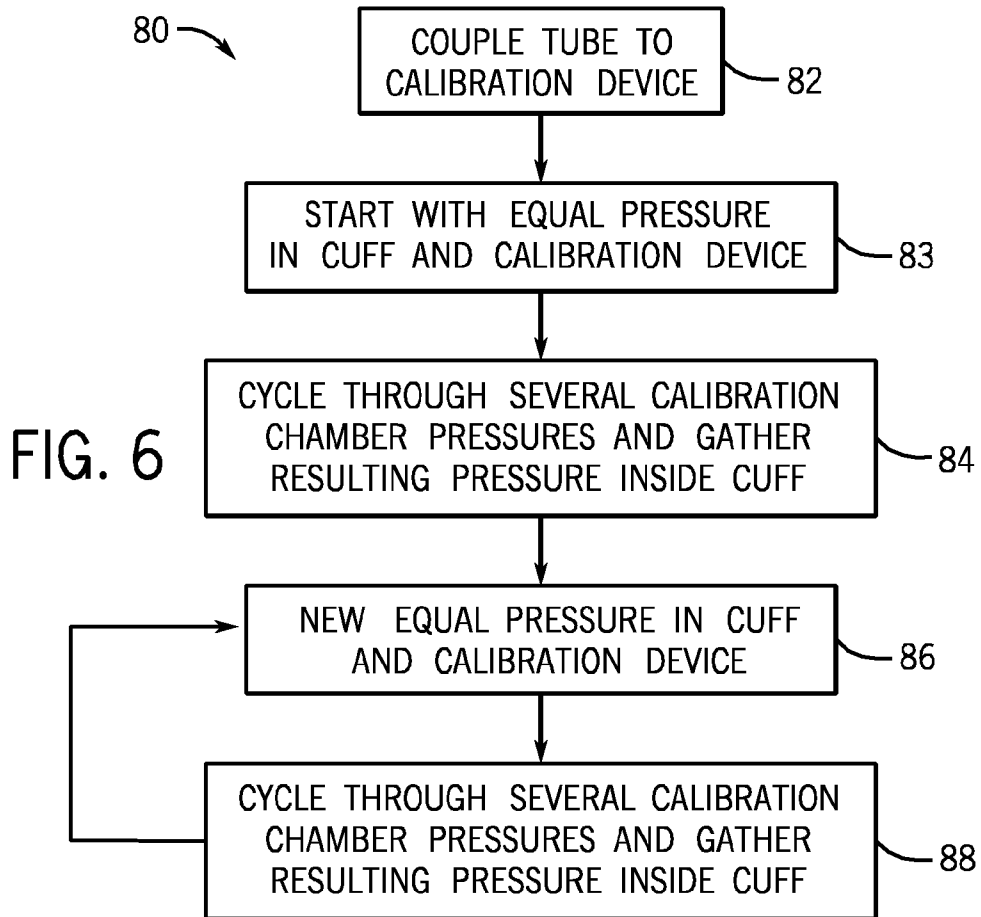 80
COUPLE TUBE TO
CALIBRATION DEVICE
82
START WITH EQUAL PRESSURE
IN CUFF AND CALIBRATION DEVICE
83
CYCLE THROUGH SEVERAL CALIBRATION
CHAMBER PRESSURES AND GATHER
RESULTING PRESSURE INSIDE CUFF
84
FIG. 6
NEW EQUAL PRESSURE IN CUFF
AND CALIBRATION DEVICE
86
CYCLE THROUGH SEVERAL CALIBRATION
CHAMBER PRESSURES AND GATHER
RESULTING PRESSURE INSIDE CUFF
88